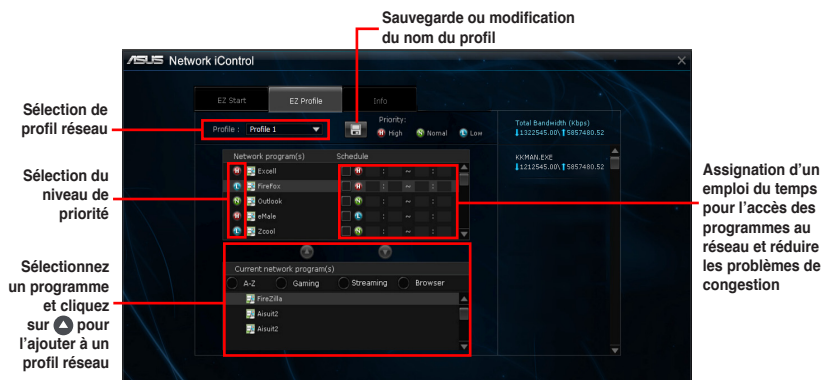 Sauvegarde ou modification
du nom du profil
ASUS Network iControl
EZ Start
EZ Profile
Info
Sélection de
profil réseau
Profile : Profile 1
Priority:
H High N Normal L Low
Total Bandwidth (Kbps)
1322545.00\ 5857480.52
KKMAN.EXE
1212545.00\ 5857480.52
Sélection du
niveau de
priorité
Network program(s) Schedule
H Excell H : ~ :
L FireFox H : ~ :
N Outlook N : ~ :
H eMale L : ~ :
L Zcool N : ~ :
Assignation d’un
emploi du temps
pour l’accès des
programmes au
réseau et réduire
les problèmes de
congestion
Sélectionnez
un programme
et cliquez
sur pour
l’ajouter à un
profil réseau
Current network program(s)
A-Z Gaming Streaming Browser
FireZilla
Aisuit2
Aisuit2